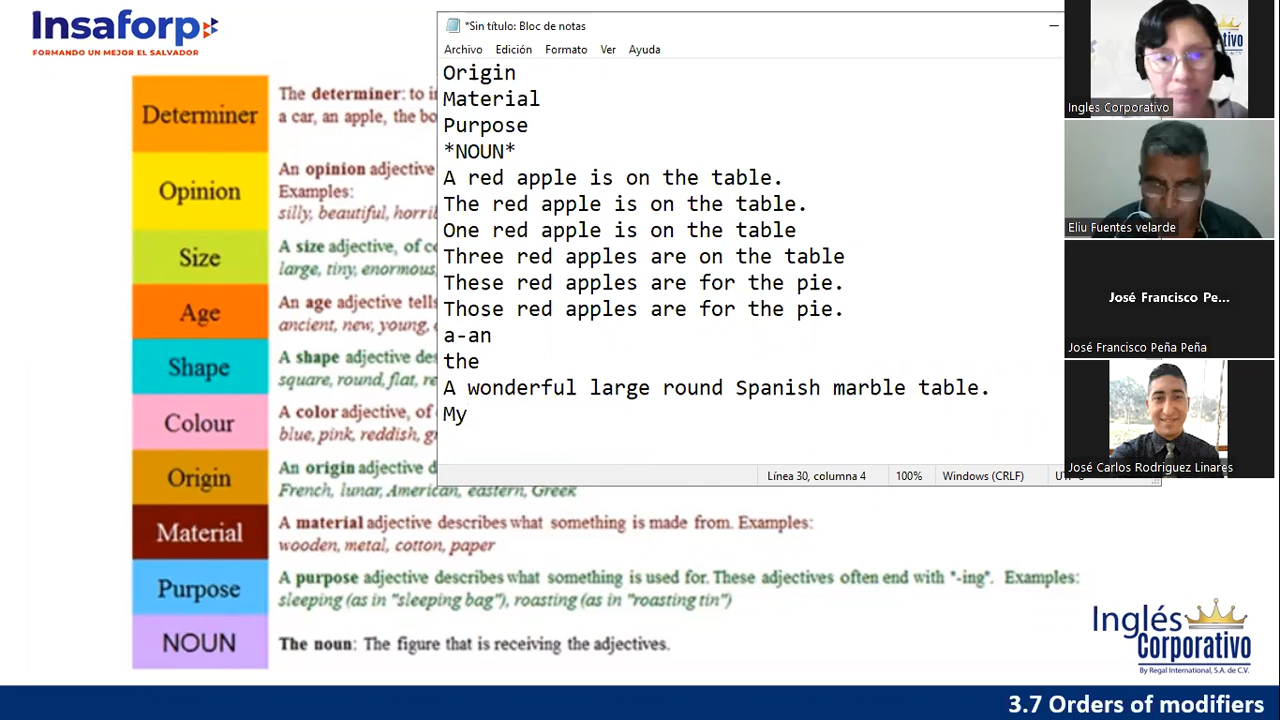 Insaforp
FORMANDO UN MEJOR EL SALVADOR
*Sin título: Bloc de notas
Archivo Edición Formato Ver Ayuda
Origin
Material
Purpose
*NOUN*
A red apple is on the table.
The red apple is on the table.
One red apple is on the table
Three red apples are on the table
These red apples are for the pie.
Those red apples are for the pie.
a-an
the
A wonderful large round Spanish marble table.
My
Línea 30, columna 4 100% Windows (CRLF)
Determiner
The determiner: to
a car, an apple, the
Opinion
An opinion adjective
Examples:
silly, beautiful,
Size
A size adjective, of
large, tiny, enormous,
Age
An age adjective tells
ancient, new, young,
Shape
A shape adjective
square, round, flat,
Colour
A color adjective, of
blue, pink, reddish,
Origin
An origin adjective
French, lunar, American, eastern, Greek
Material
A material adjective describes what something is made from. Examples:
wooden, metal, cotton, paper
Purpose
A purpose adjective describes what something is used for. These adjectives often end with "-ing". Examples:
sleeping (as in "sleeping bag"), roasting (as in "roasting tin")
NOUN
The noun: The figure that is receiving the adjectives.
Ingles Corporativo
Eliu Fuentes velarde
José Francisco Pe...
José Francisco Peña Peña
José Carlos Rodriguez Linares
Inglés
Corporativo
By Regal International, S.A. de C.V.
3.7 Orders of modifiers